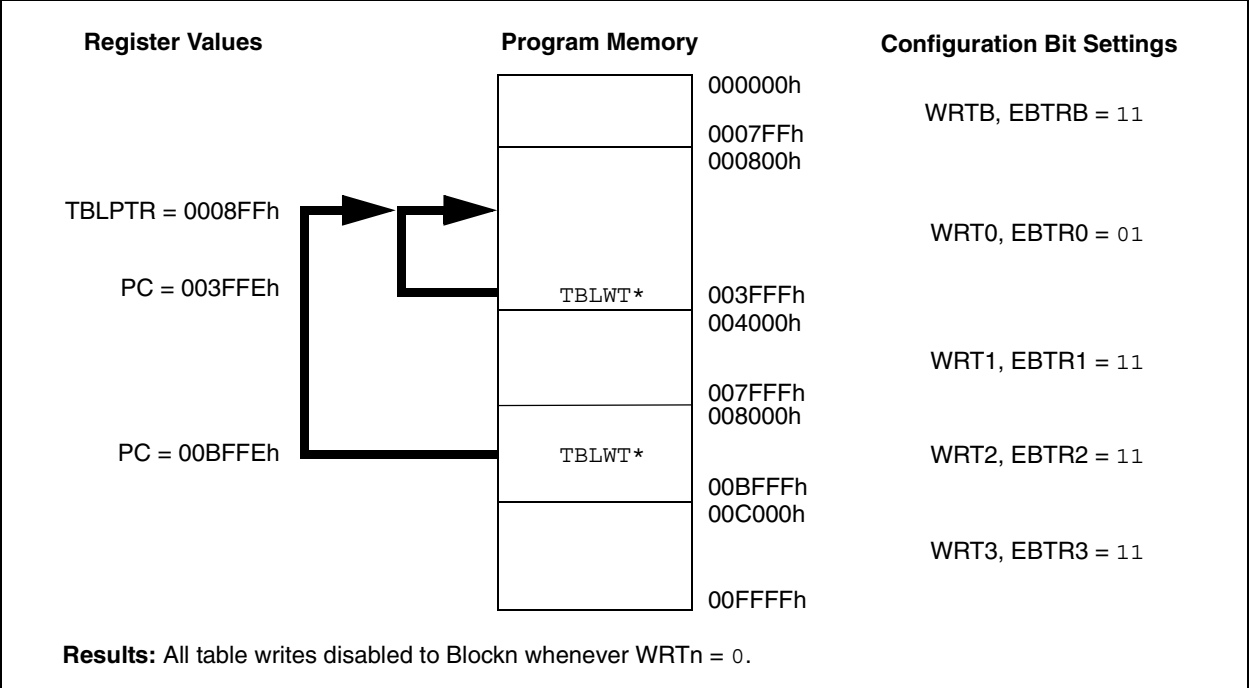 Register Values
Program Memory
Configuration Bit Settings
000000h
WRTB, EBTRB = 11
0007FFh
000800h
TBLPTR = 0008FFh
WRT0, EBTR0 = 01
PC = 003FFEh
TBLWT*
003FFFh
004000h
WRT1, EBTR1 = 11
007FFFh
008000h
PC = 00BFFEh
TBLWT*
WRT2, EBTR2 = 11
00BFFFh
00C000h
WRT3, EBTR3 = 11
00FFFFh
Results: All table writes disabled to Blockn whenever WRTn = 0.